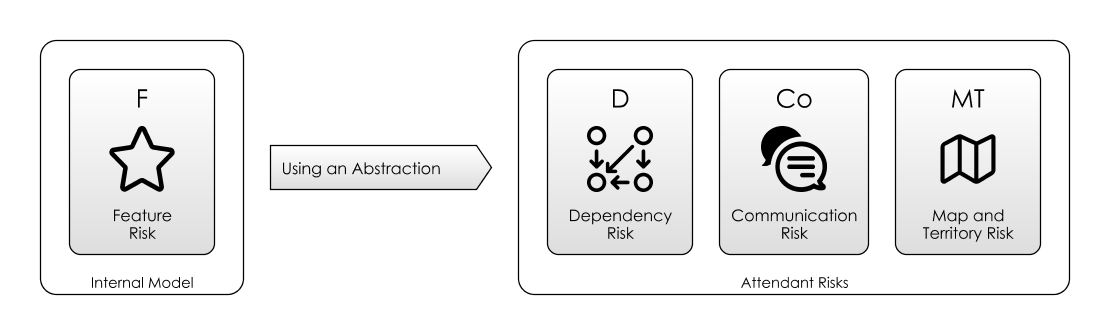 F
Feature
Risk
Internal Model
Using an Abstraction
D
Dependency
Risk
Co
Communication
Risk
MT
Map and
Territory Risk
Attendant Risks